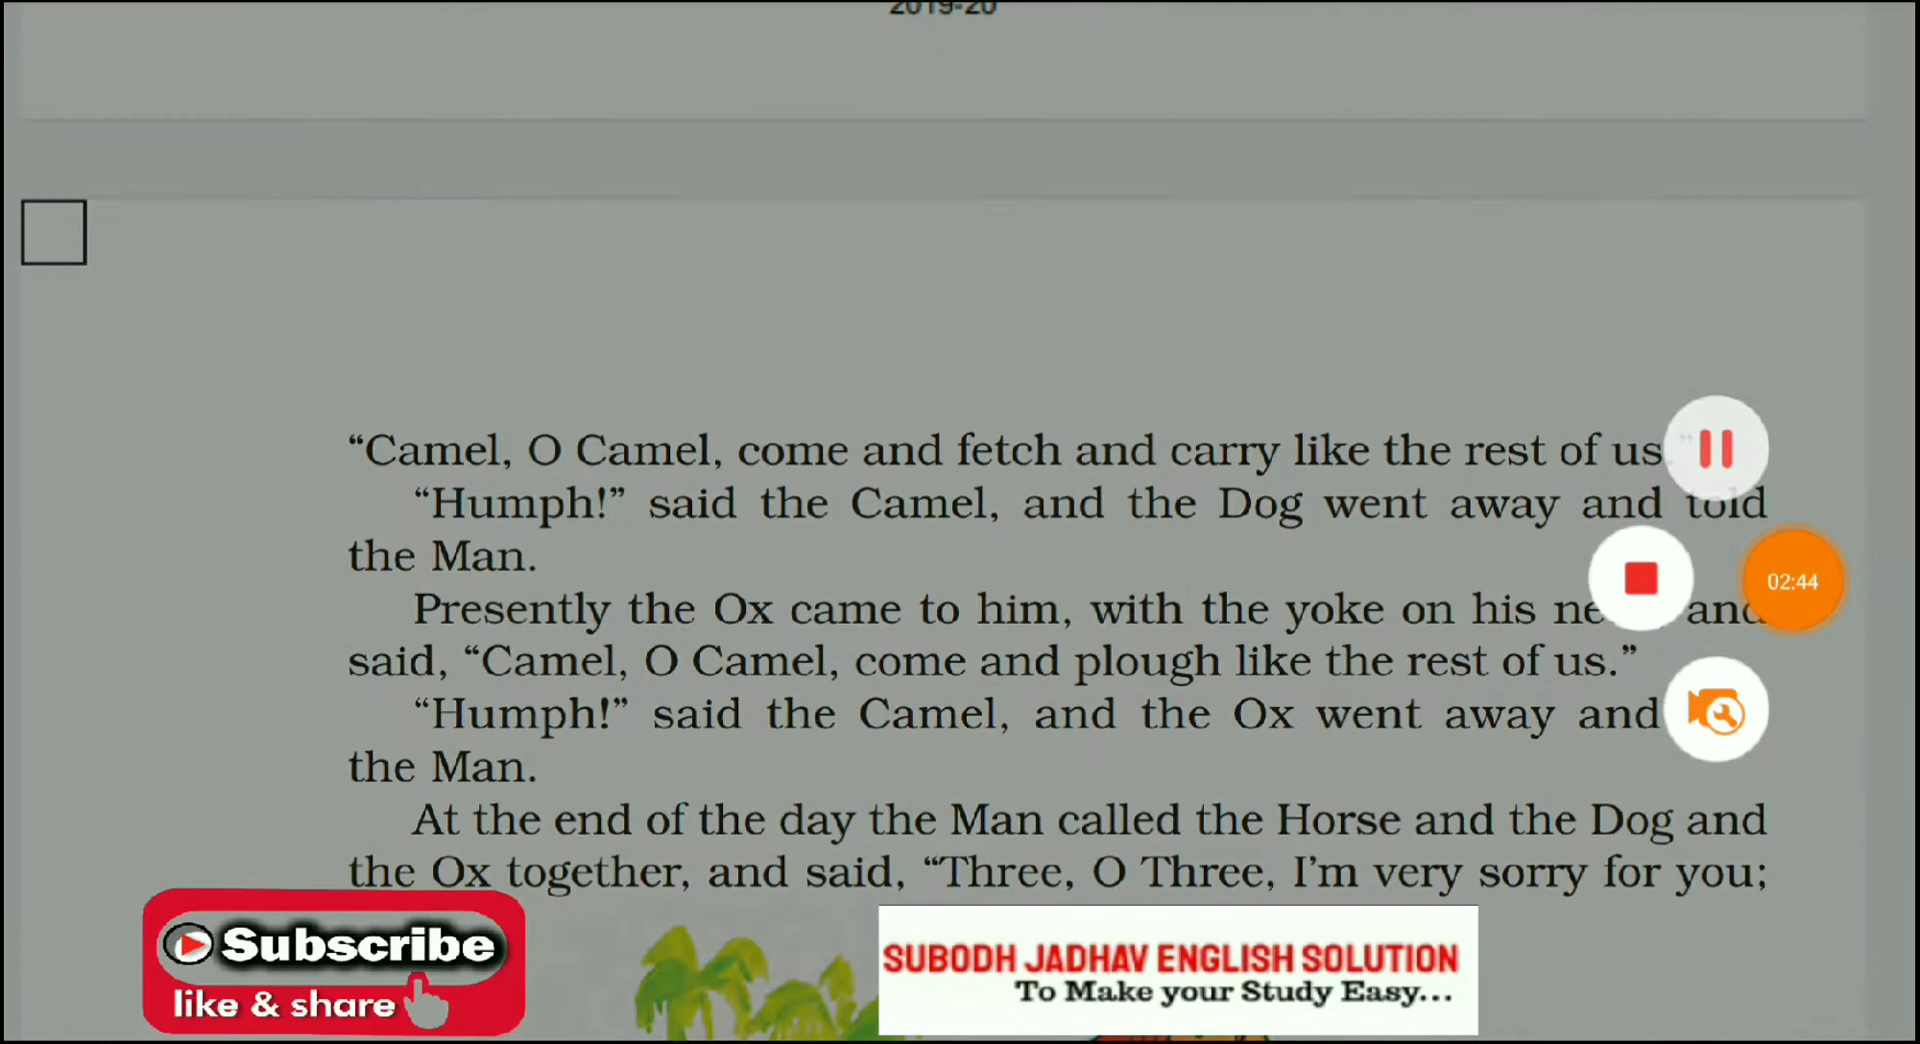 2019-20
“Camel, O Camel, come and fetch and carry like the rest of us.”
“Humph!” said the Camel, and the Dog went away and told
the Man.
Presently the Ox came to him, with the yoke on his and
said, “Camel, O Camel, come and plough like the rest of us.”
“Humph!” said the Camel, and the Ox went away and
the Man.
At the end of the day the Man called the Horse and the Dog and
the Ox together, and said, “Three, O Three, I’m very sorry for you;
02:44
Subscribe
like & share
SUBODH JADHAV ENGLISH SOLUTION
To Make your Study Easy...